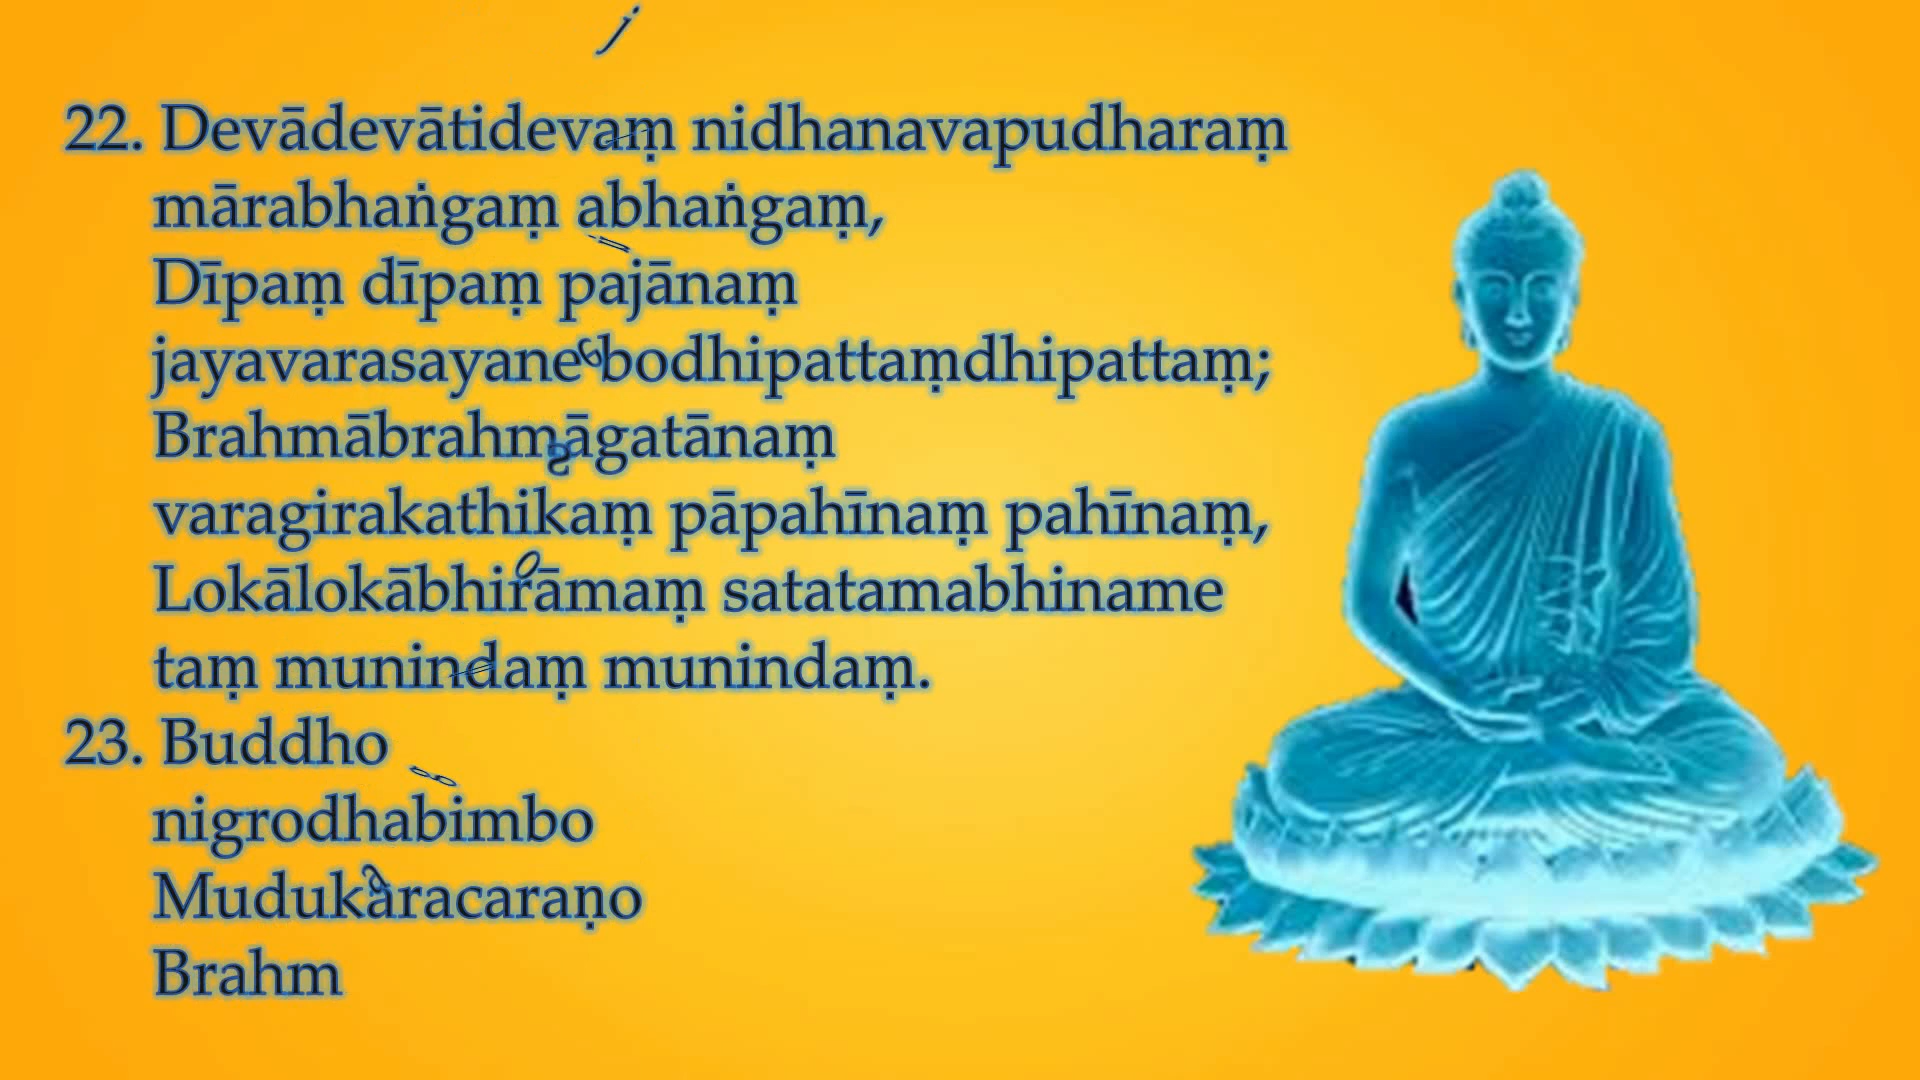 22. Devādevātidevaṃ nidhanavapudharaṃ
mārabhaṅgaṃ abhaṅgaṃ,
Dīpaṃ dīpaṃ pajānaṃ
jayavarasayane bodhipattaṃdhipattaṃ;
Brahmābrahmāgatānaṃ
varagirakathikaṃ pāpahīnaṃ pahīnaṃ,
Lokālokābhirāmaṃ satatamabhiname
taṃ munindaṃ munindaṃ.
23. Buddho
nigrodhabimbo
Mudukaracaraṇo
Brahm